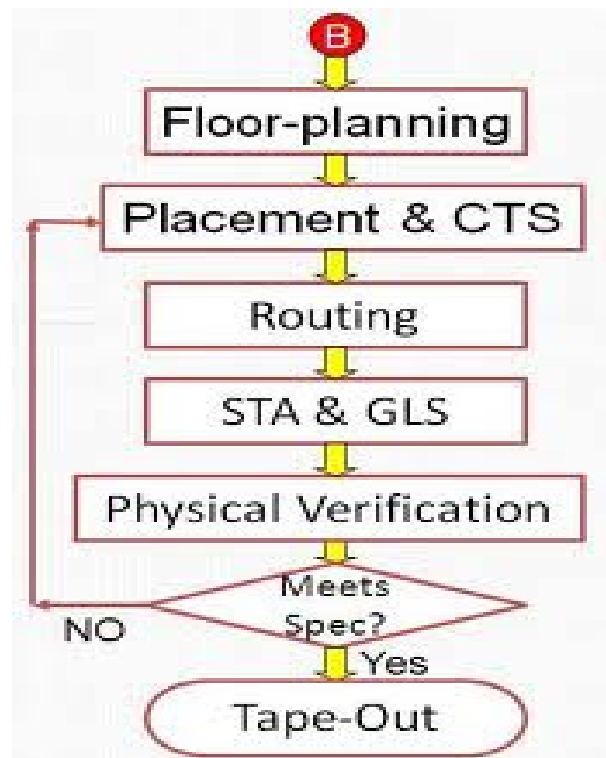 B
Floor-planning
Placement & CTS
Routing
STA & GLS
Physical Verification
Meets
Spec?
NO
Yes
Tape-Out